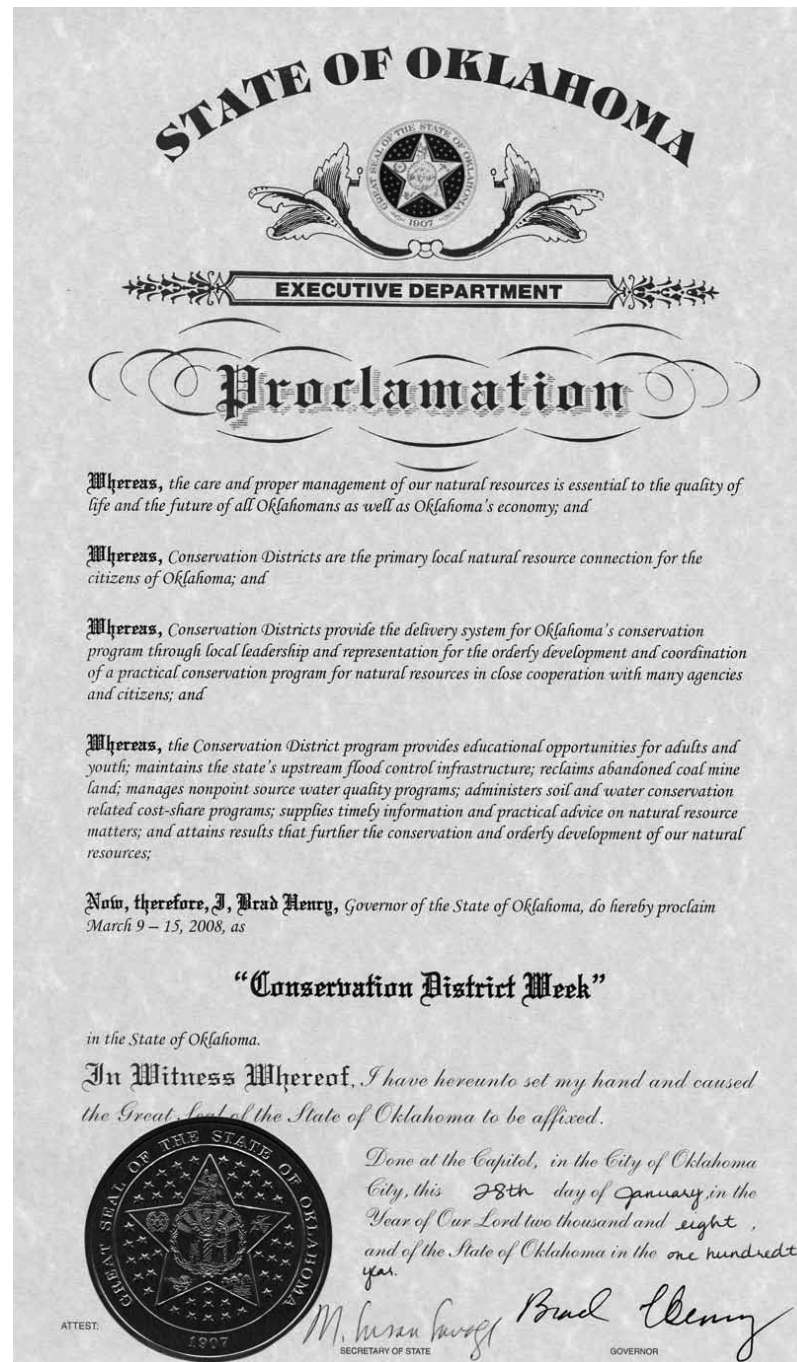 STATE OF OKLAHOMA
GREAT SEAL OF THE STATE OF OKLAHOMA
1907
EXECUTIVE DEPARTMENT
Proclamation
Whereas, the care and proper management of our natural resources is essential to the quality of
life and the future of all Oklahomans as well as Oklahoma's economy; and
Whereas, Conservation Districts are the primary local natural resource connection for the
citizens of Oklahoma; and
Whereas, Conservation Districts provide the delivery system for Oklahoma's conservation
program through local leadership and representation for the orderly development and coordination
of a practical conservation program for natural resources in close cooperation with many agencies
and citizens; and
Whereas, the Conservation District program provides educational opportunities for adults and
youth; maintains the state's upstream flood control infrastructure; reclaims abandoned coal mine
land; manages nonpoint source water quality programs; administers soil and water conservation
related cost-share programs; supplies timely information and practical advice on natural resource
matters; and attains results that further the conservation and orderly development of our natural
resources;
Now, therefore, I, Brad Henry, Governor of the State of Oklahoma, do hereby proclaim
March 9 – 15, 2008, as
"Conservation District Week"
in the State of Oklahoma.
In Witness Whereof, I have hereunto set my hand and caused
the Great Seal of the State of Oklahoma to be affixed.
Done at the Capitol, in the City of Oklahoma
City, this 28th day of January, in the
Year of Our Lord two thousand and eight,
and of the State of Oklahoma in the one hundredth
year.
GREAT SEAL OF THE STATE OF OKLAHOMA
1907
ATTEST:
M. Susan Savage
Brad Henry
SECRETARY OF STATE
GOVERNOR